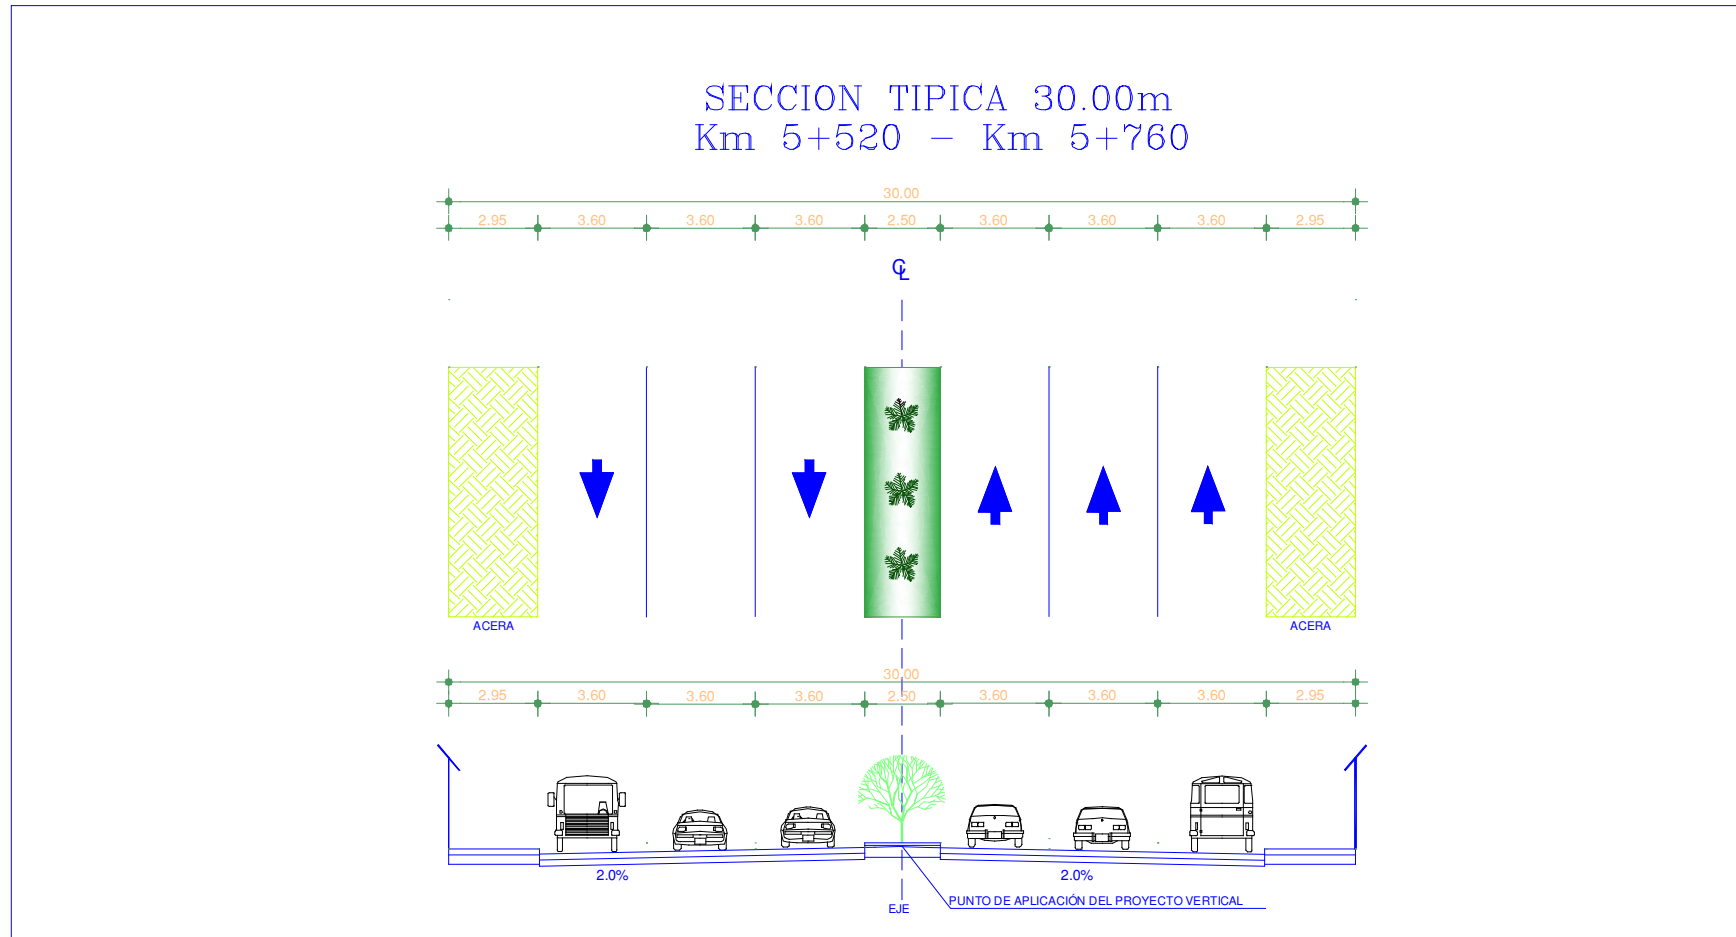 SECCION TIPICA 30.00m
Km 5+520 - Km 5+760
30.00
2.95 3.60 3.60 3.60 2.50 3.60 3.60 3.60 2.95
℄
ACERA ACERA
30.00
2.95 3.60 3.60 3.60 2.50 3.60 3.60 3.60 2.95
2.0% 2.0%
PUNTO DE APLICACIÓN DEL PROYECTO VERTICAL
EJE